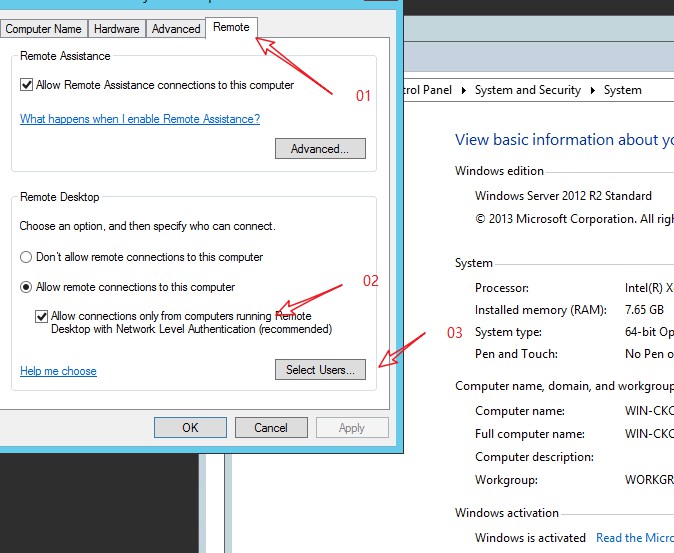 Computer Name
Hardware
Advanced
Remote
Remote Assistance
Allow Remote Assistance connections to this computer
01
What happens when I enable Remote Assistance?
Advanced...
Remote Desktop
Choose an option, and then specify who can connect.
Don't allow remote connections to this computer
Allow remote connections to this computer
02
Allow connections only from computers running Remote
Desktop with Network Level Authentication (recommended)
03
Help me choose
Select Users...
OK
Cancel
Apply
Panel ▸ System and Security ▸ System
View basic information about
Windows edition
Windows Server 2012 R2 Standard
© 2013 Microsoft Corporation. All
System
Processor:
Intel(R)
Installed memory (RAM):
7.65 GB
System type:
64-bit
Pen and Touch:
No Pen
Computer name, domain, and
Computer name:
WIN-CKC
Full computer name:
WIN-CKC
Computer description:
Workgroup:
WORKGR
Windows activation
Windows is activated
Read the